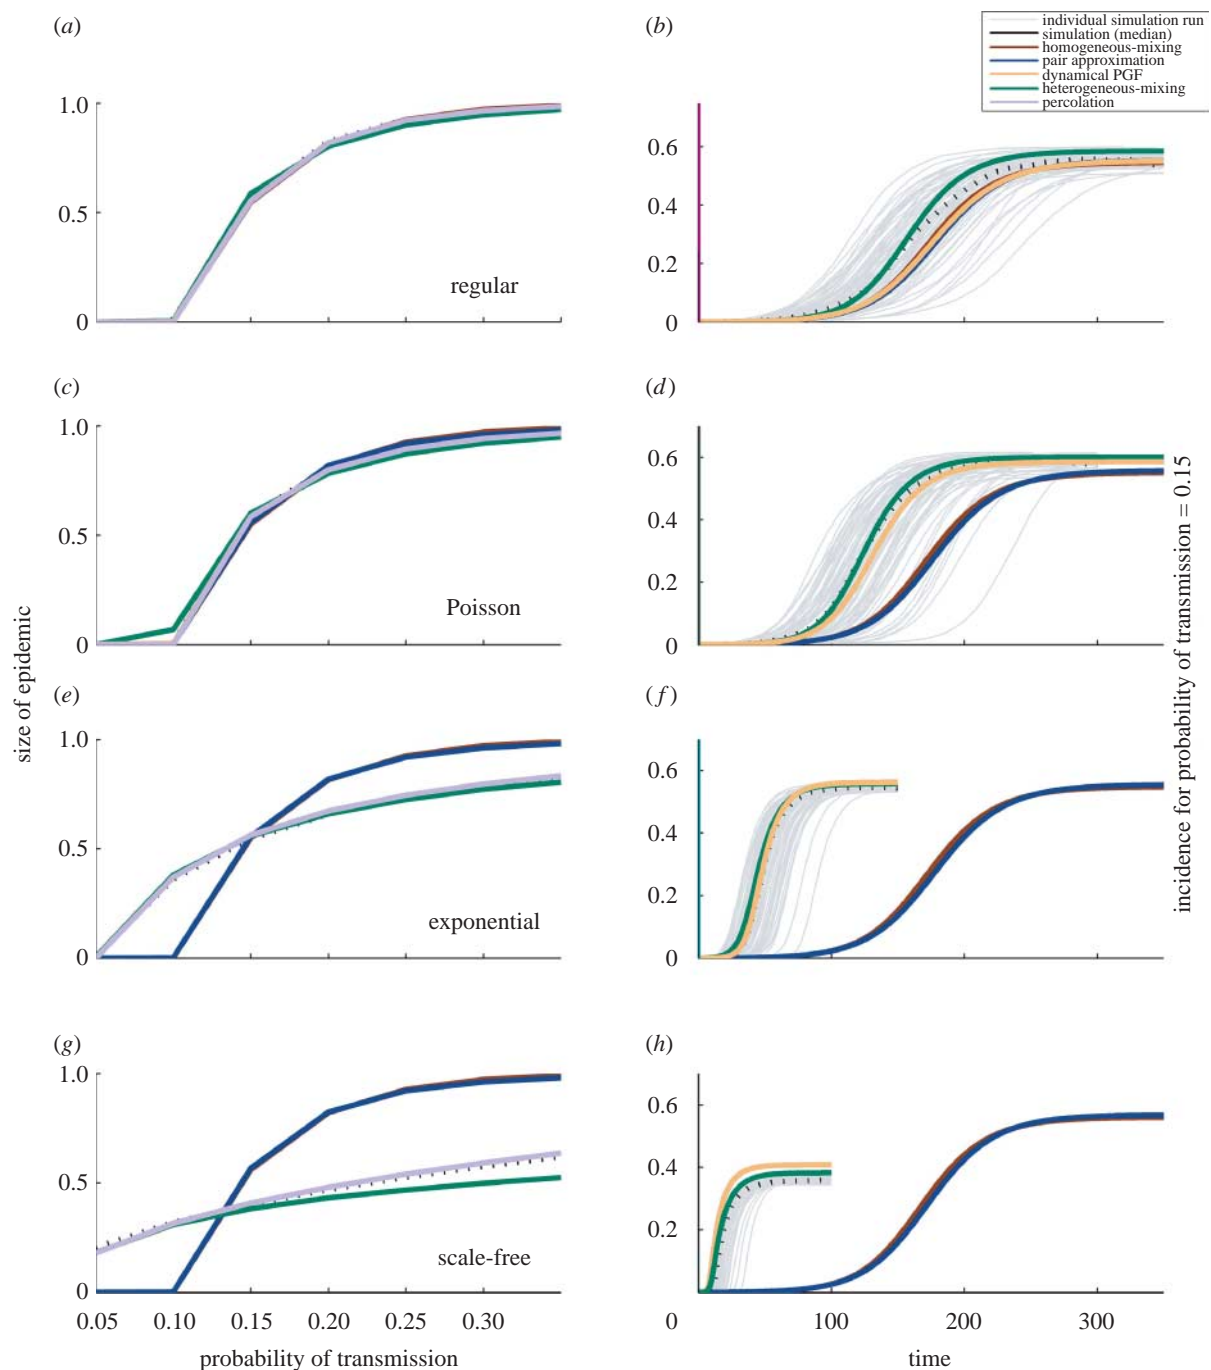 (a)
1.0
0.5
0
regular
(b)
individual simulation run
simulation (median)
homogeneous-mixing
pair approximation
dynamical PGF
heterogeneous-mixing
percolation
0.6
0.4
0.2
0
(c)
1.0
0.5
0
Poisson
(d)
0.6
0.4
0.2
0
size of epidemic
(e)
1.0
0.5
0
exponential
(f)
0.6
0.4
0.2
0
incidence for probability of transmission = 0.15
(g)
1.0
0.5
0
scale-free
0.05 0.10 0.15 0.20 0.25 0.30
probability of transmission
(h)
0.6
0.4
0.2
0 100 200 300
time